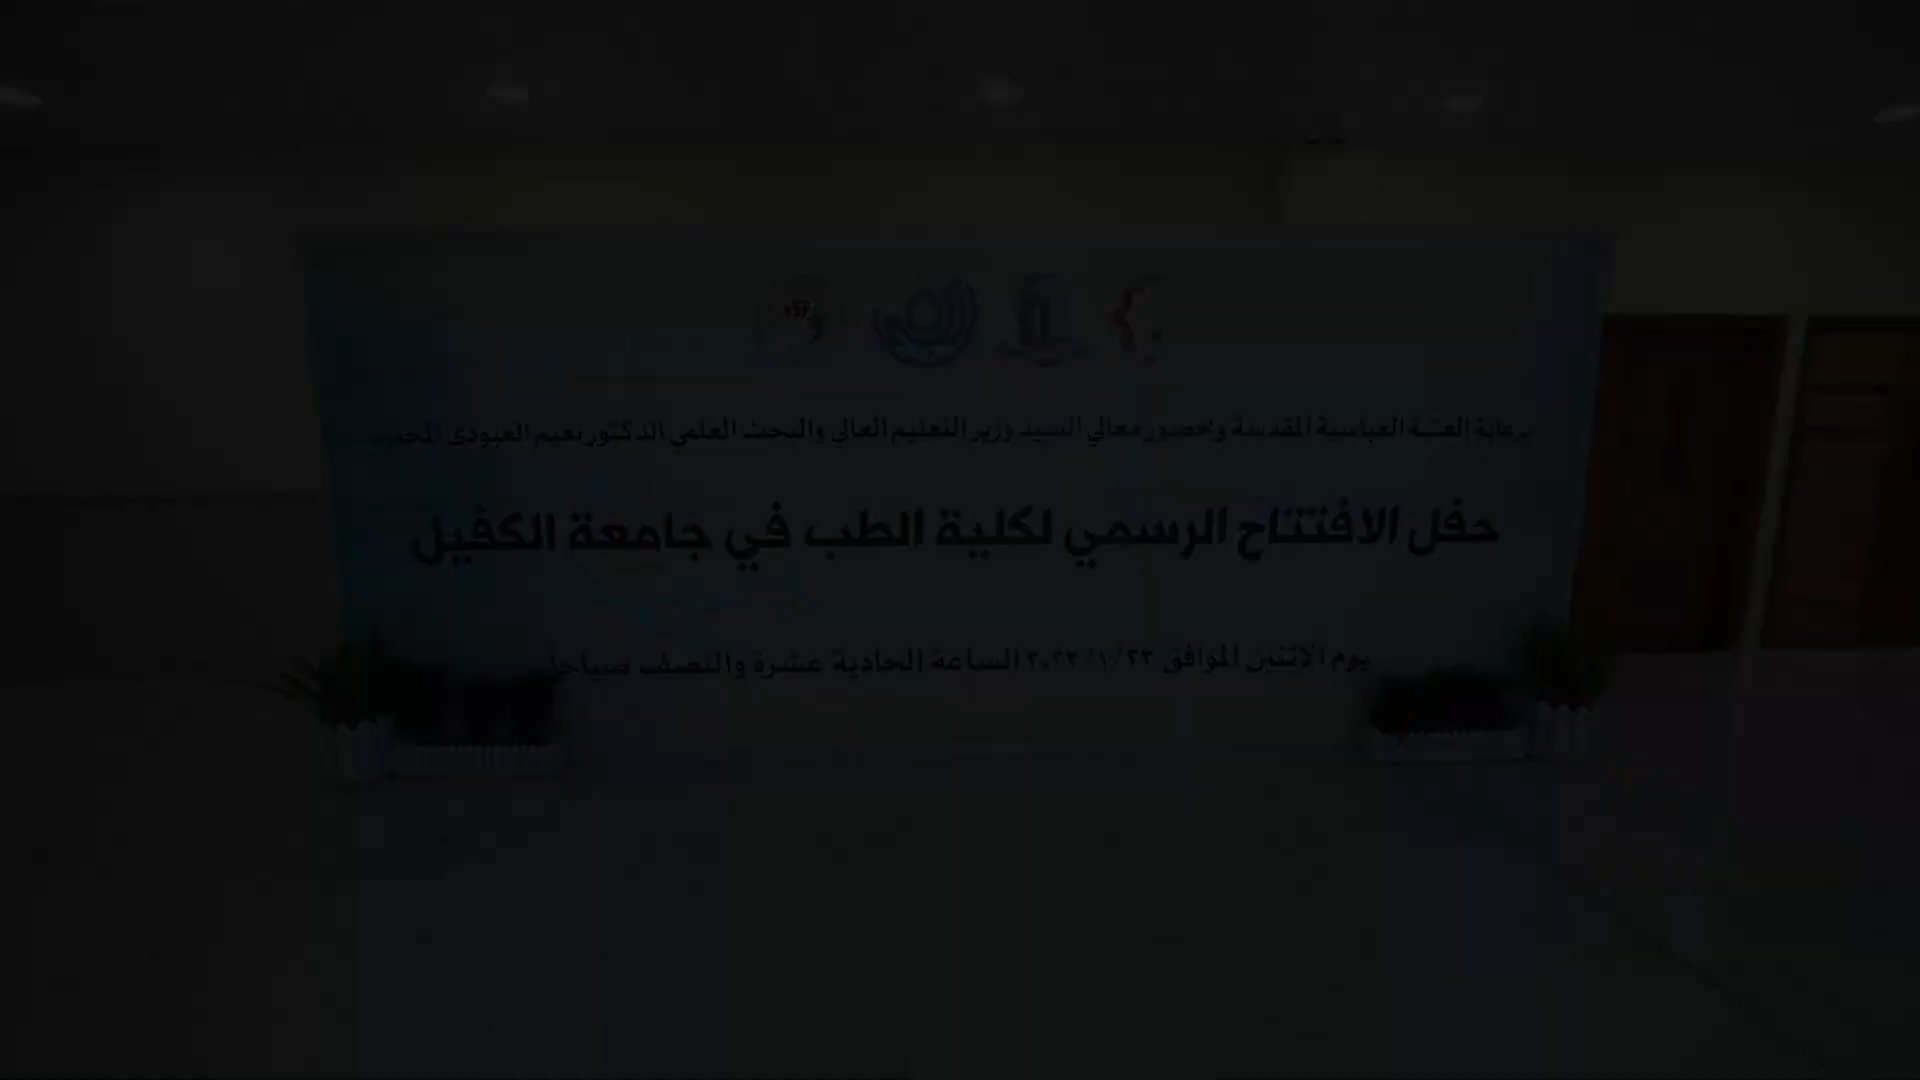 برعاية العتبة العباسية المقدسة وبحضور معالي السيد وزير التعليم العالي والبحث العلمي الدكتور نعيم العبودي المحترم
حفل الافتتاح الرسمي لكلية الطب في جامعة الكفيل
يوم الاثنين الموافق ٢٠٢٣/١/٢٣ الساعة الحادية عشرة والنصف صباحاً